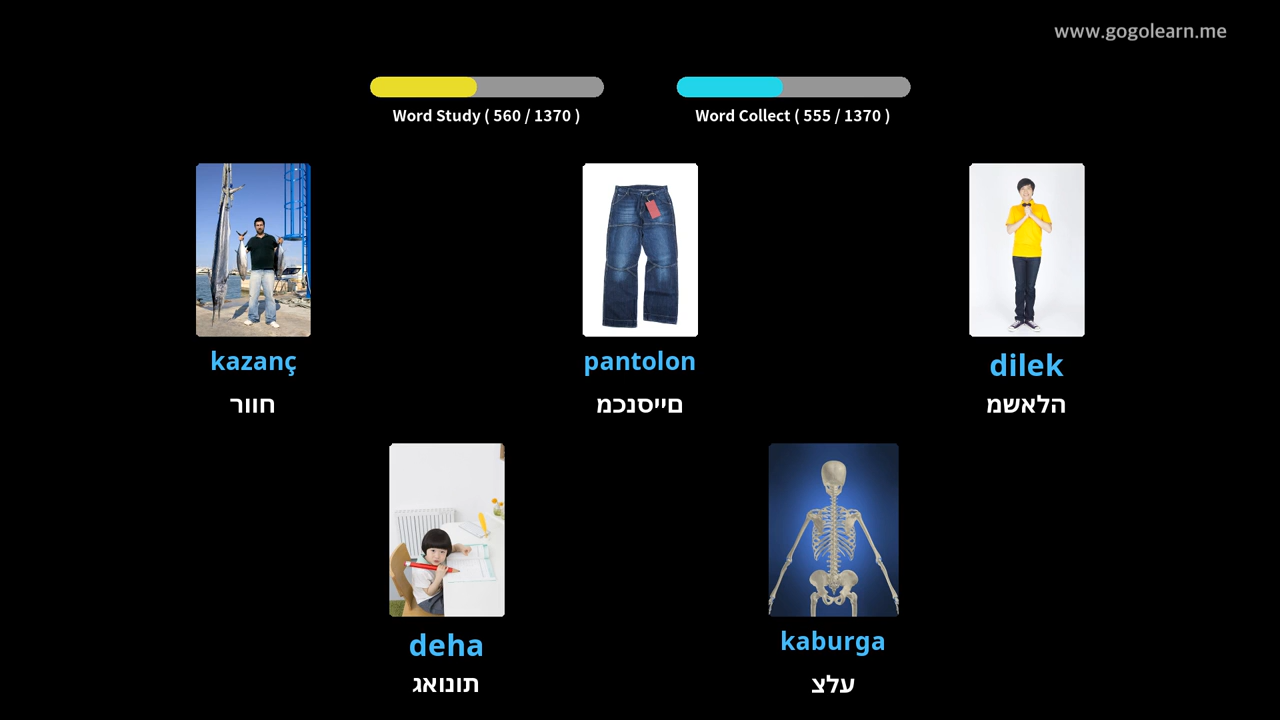 www.gogolearn.me
Word Study ( 560 / 1370 )
Word Collect ( 555 / 1370 )
kazanç
חוור
pantolon
םייסנכמ
dilek
הלאשמ
deha
תונואג
kaburga
עלצ